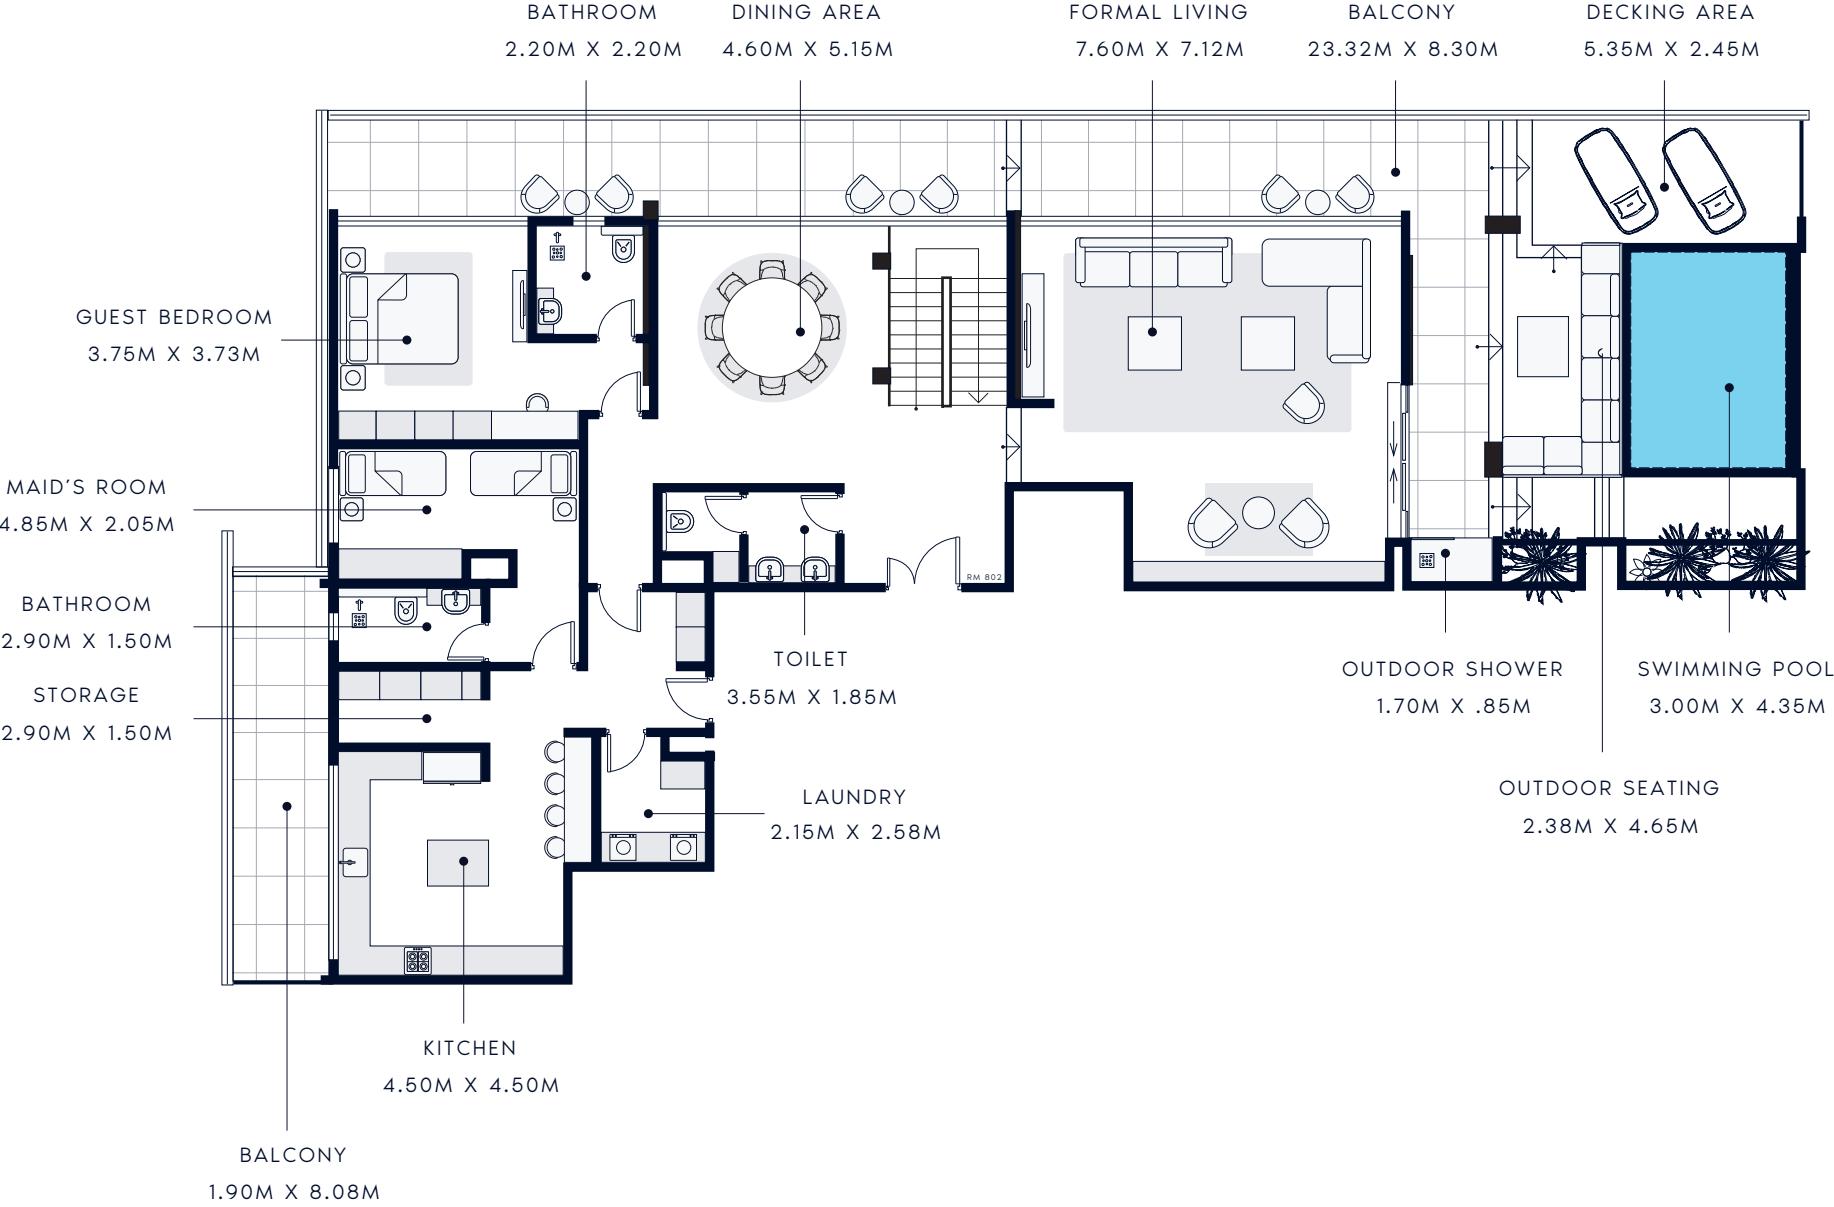 BATHROOM
2.20M X 2.20M
DINING AREA
4.60M X 5.15M
FORMAL LIVING
7.60M X 7.12M
BALCONY
23.32M X 8.30M
DECKING AREA
5.35M X 2.45M
GUEST BEDROOM
3.75M X 3.73M
MAID'S ROOM
4.85M X 2.05M
BATHROOM
2.90M X 1.50M
STORAGE
2.90M X 1.50M
RM 802
TOILET
3.55M X 1.85M
OUTDOOR SHOWER
1.70M X .85M
SWIMMING POOL
3.00M X 4.35M
LAUNDRY
2.15M X 2.58M
OUTDOOR SEATING
2.38M X 4.65M
KITCHEN
4.50M X 4.50M
BALCONY
1.90M X 8.08M